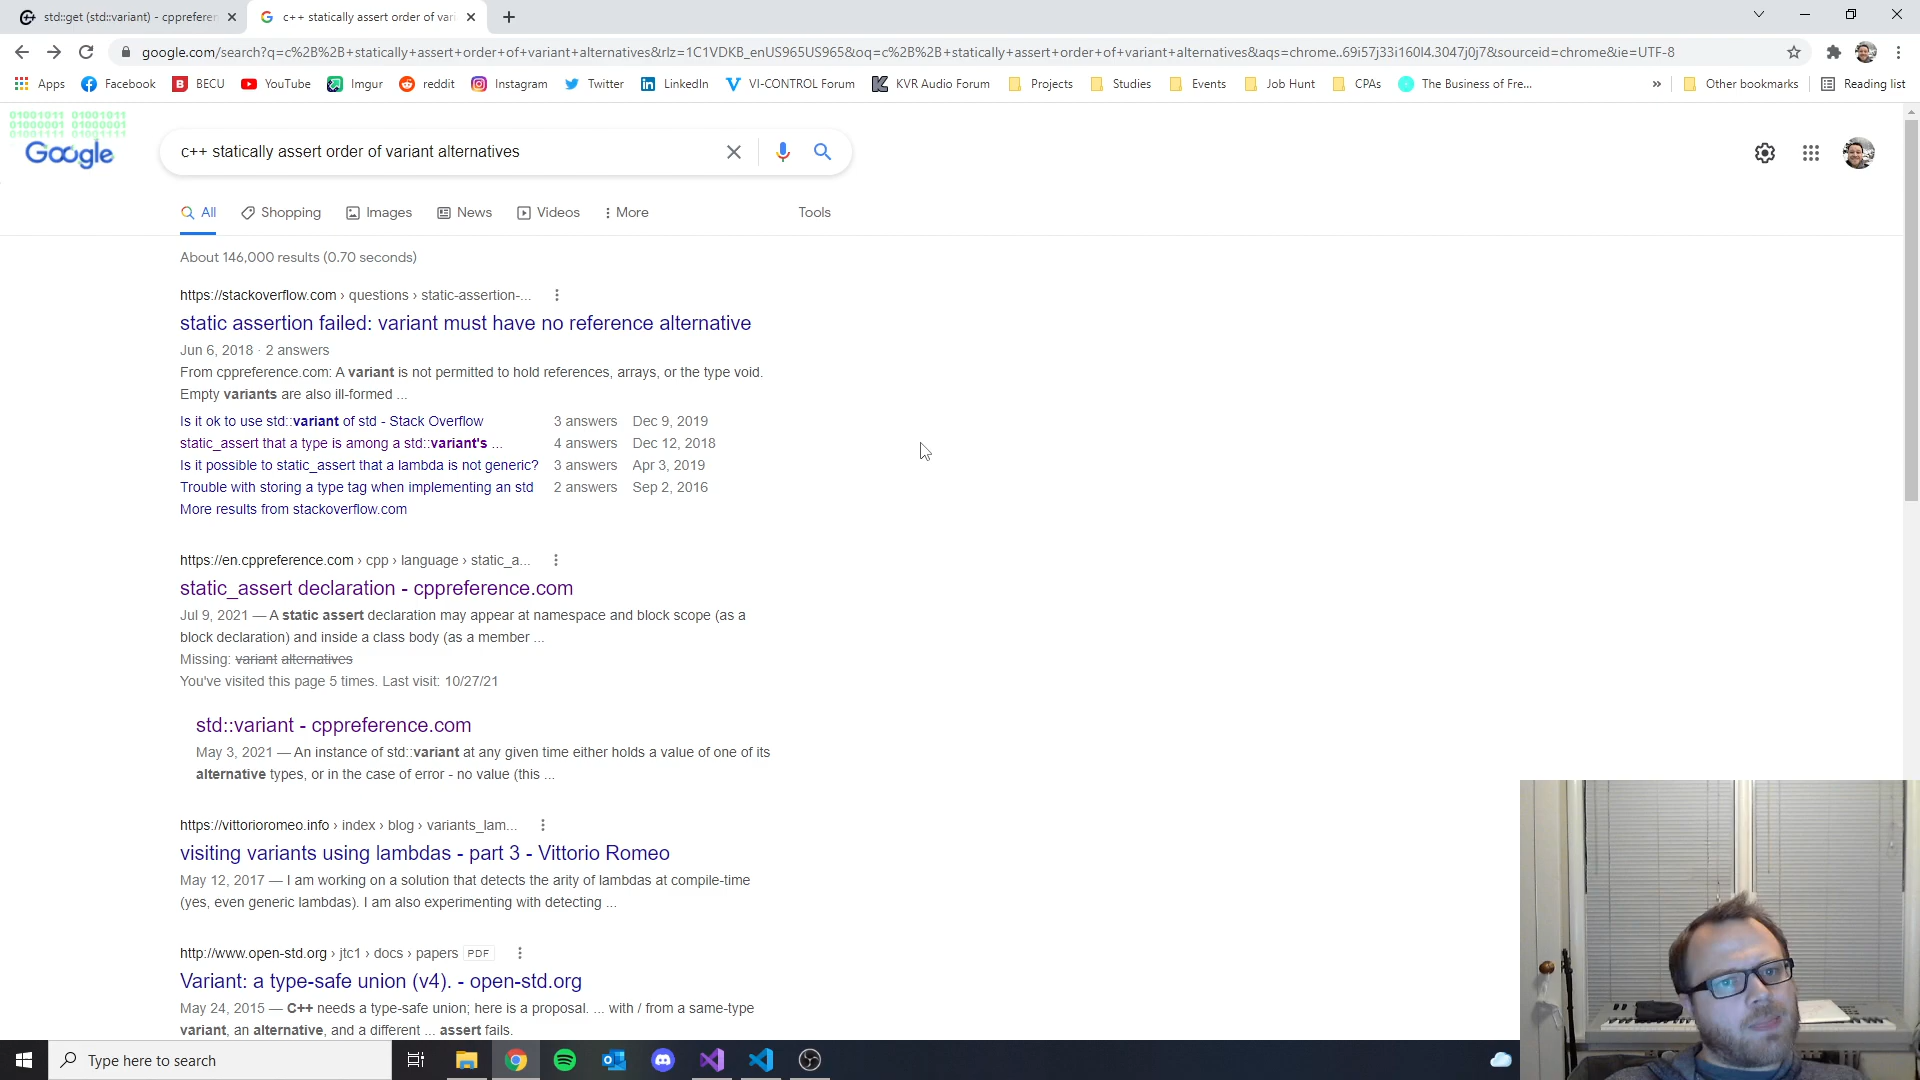 std::get (std::variant) - cppreferen
c++ statically assert order of vari
google.com/search?q=c%2B%2B+statically+assert+order+of+variant+alternatives&rlz=1C1VDKB_enUS965US965&oq=c%2B%2B+statically+assert+order+of+variant+alternatives&aqs=chrome..69i57j33i160l4.3047j0j7&sourceid=chrome&ie=UTF-8
Apps Facebook BECU YouTube Imgur reddit Instagram Twitter LinkedIn VI-CONTROL Forum KVR Audio Forum Projects Studies Events Job Hunt CPAs The Business of Fre... » Other bookmarks Reading list
01001011 01001011
01000001 01000001
01001111 01001111
Google
c++ statically assert order of variant alternatives
All Shopping Images News Videos More Tools
About 146,000 results (0.70 seconds)
https://stackoverflow.com › questions › static-assertion-...
static assertion failed: variant must have no reference alternative
Jun 6, 2018 · 2 answers
From cppreference.com: A variant is not permitted to hold references, arrays, or the type void.
Empty variants are also ill-formed ...
Is it ok to use std::variant of std - Stack Overflow 3 answers Dec 9, 2019
static_assert that a type is among a std::variant's ... 4 answers Dec 12, 2018
Is it possible to static_assert that a lambda is not generic? 3 answers Apr 3, 2019
Trouble with storing a type tag when implementing an std 2 answers Sep 2, 2016
More results from stackoverflow.com
https://en.cppreference.com › cpp › language › static_a...
static_assert declaration - cppreference.com
Jul 9, 2021 — A static assert declaration may appear at namespace and block scope (as a
block declaration) and inside a class body (as a member ...
Missing: variant alternatives
You've visited this page 5 times. Last visit: 10/27/21
std::variant - cppreference.com
May 3, 2021 — An instance of std::variant at any given time either holds a value of one of its
alternative types, or in the case of error - no value (this ...
https://vittorioromeo.info › index › blog › variants_lam...
visiting variants using lambdas - part 3 - Vittorio Romeo
May 12, 2017 — I am working on a solution that detects the arity of lambdas at compile-time
(yes, even generic lambdas). I am also experimenting with detecting ...
http://www.open-std.org › jtc1 › docs › papers PDF
Variant: a type-safe union (v4). - open-std.org
May 24, 2015 — C++ needs a type-safe union; here is a proposal. ... with / from a same-type
variant, an alternative, and a different ... assert fails.
Type here to search